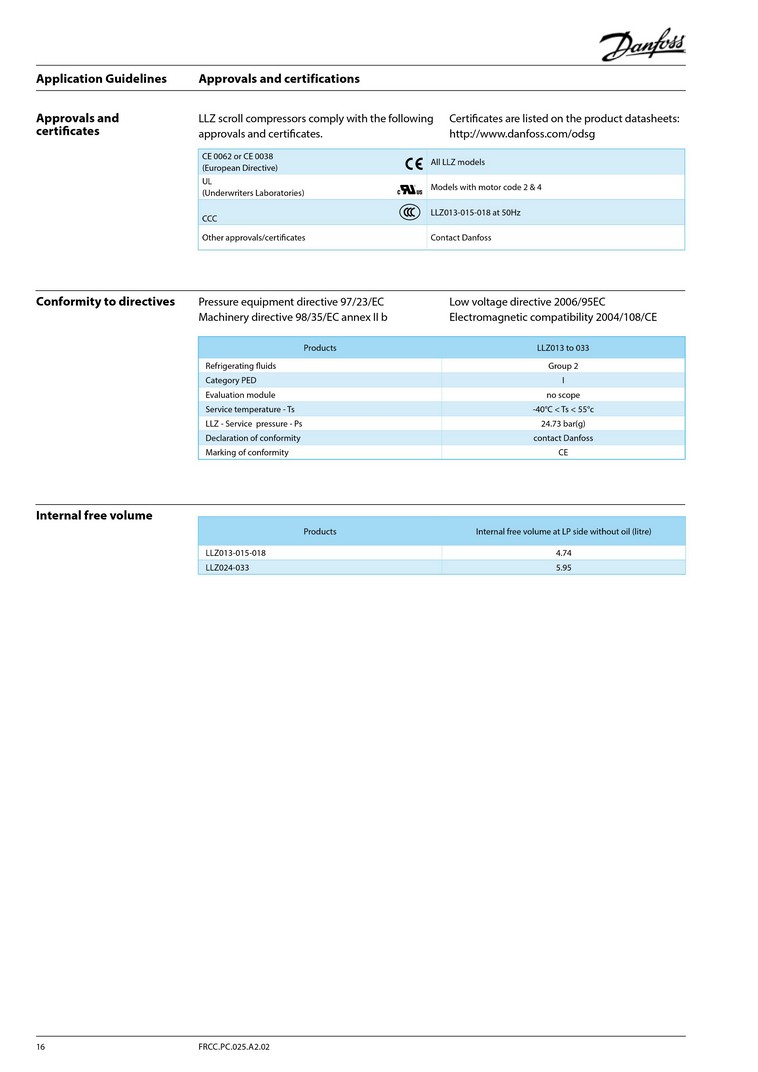 Danfoss
Application Guidelines
Approvals and certifications
Approvals and
certificates
LLZ scroll compressors comply with the following
approvals and certificates.
Certificates are listed on the product datasheets:
http://www.danfoss.com/odsg
CE 0062 or CE 0038
(European Directive)
CE
All LLZ models
UL
(Underwriters Laboratories)
c RU us
Models with motor code 2 & 4
CCC
CCC
LLZ013-015-018 at 50Hz
Other approvals/certificates
Contact Danfoss
Conformity to directives
Pressure equipment directive 97/23/EC
Machinery directive 98/35/EC annex II b
Low voltage directive 2006/95EC
Electromagnetic compatibility 2004/108/CE
Products LLZ013 to 033
Refrigerating fluids Group 2
Category PED I
Evaluation module no scope
Service temperature - Ts -40°C < Ts < 55°c
LLZ - Service pressure - Ps 24.73 bar(g)
Declaration of conformity contact Danfoss
Marking of conformity CE
Internal free volume
Products Internal free volume at LP side without oil (litre)
LLZ013-015-018 4.74
LLZ024-033 5.95
16 FRCC.PC.025.A2.02